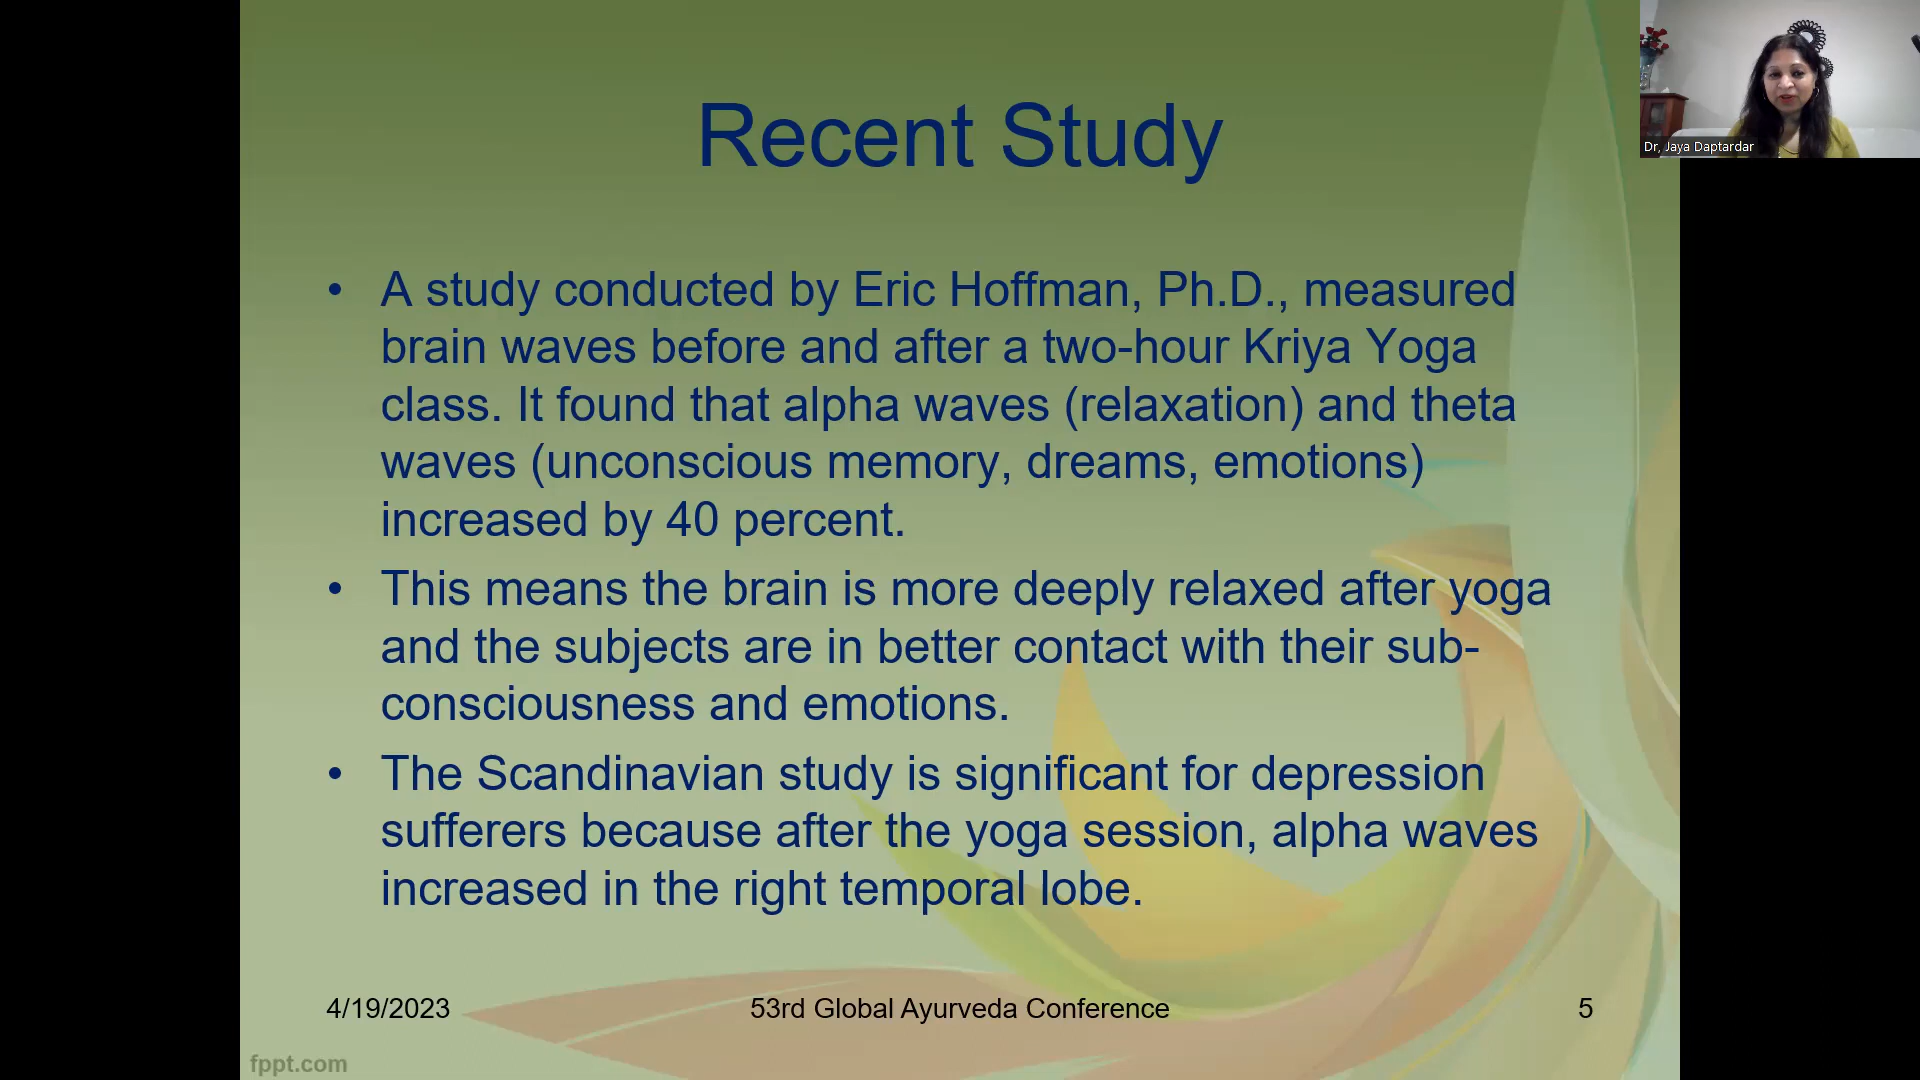 Recent Study
Dr, Jaya Daptardar
• A study conducted by Eric Hoffman, Ph.D., measured
brain waves before and after a two-hour Kriya Yoga
class. It found that alpha waves (relaxation) and theta
waves (unconscious memory, dreams, emotions)
increased by 40 percent.
• This means the brain is more deeply relaxed after yoga
and the subjects are in better contact with their sub-
consciousness and emotions.
• The Scandinavian study is significant for depression
sufferers because after the yoga session, alpha waves
increased in the right temporal lobe.
4/19/2023
53rd Global Ayurveda Conference
5
fppt.com